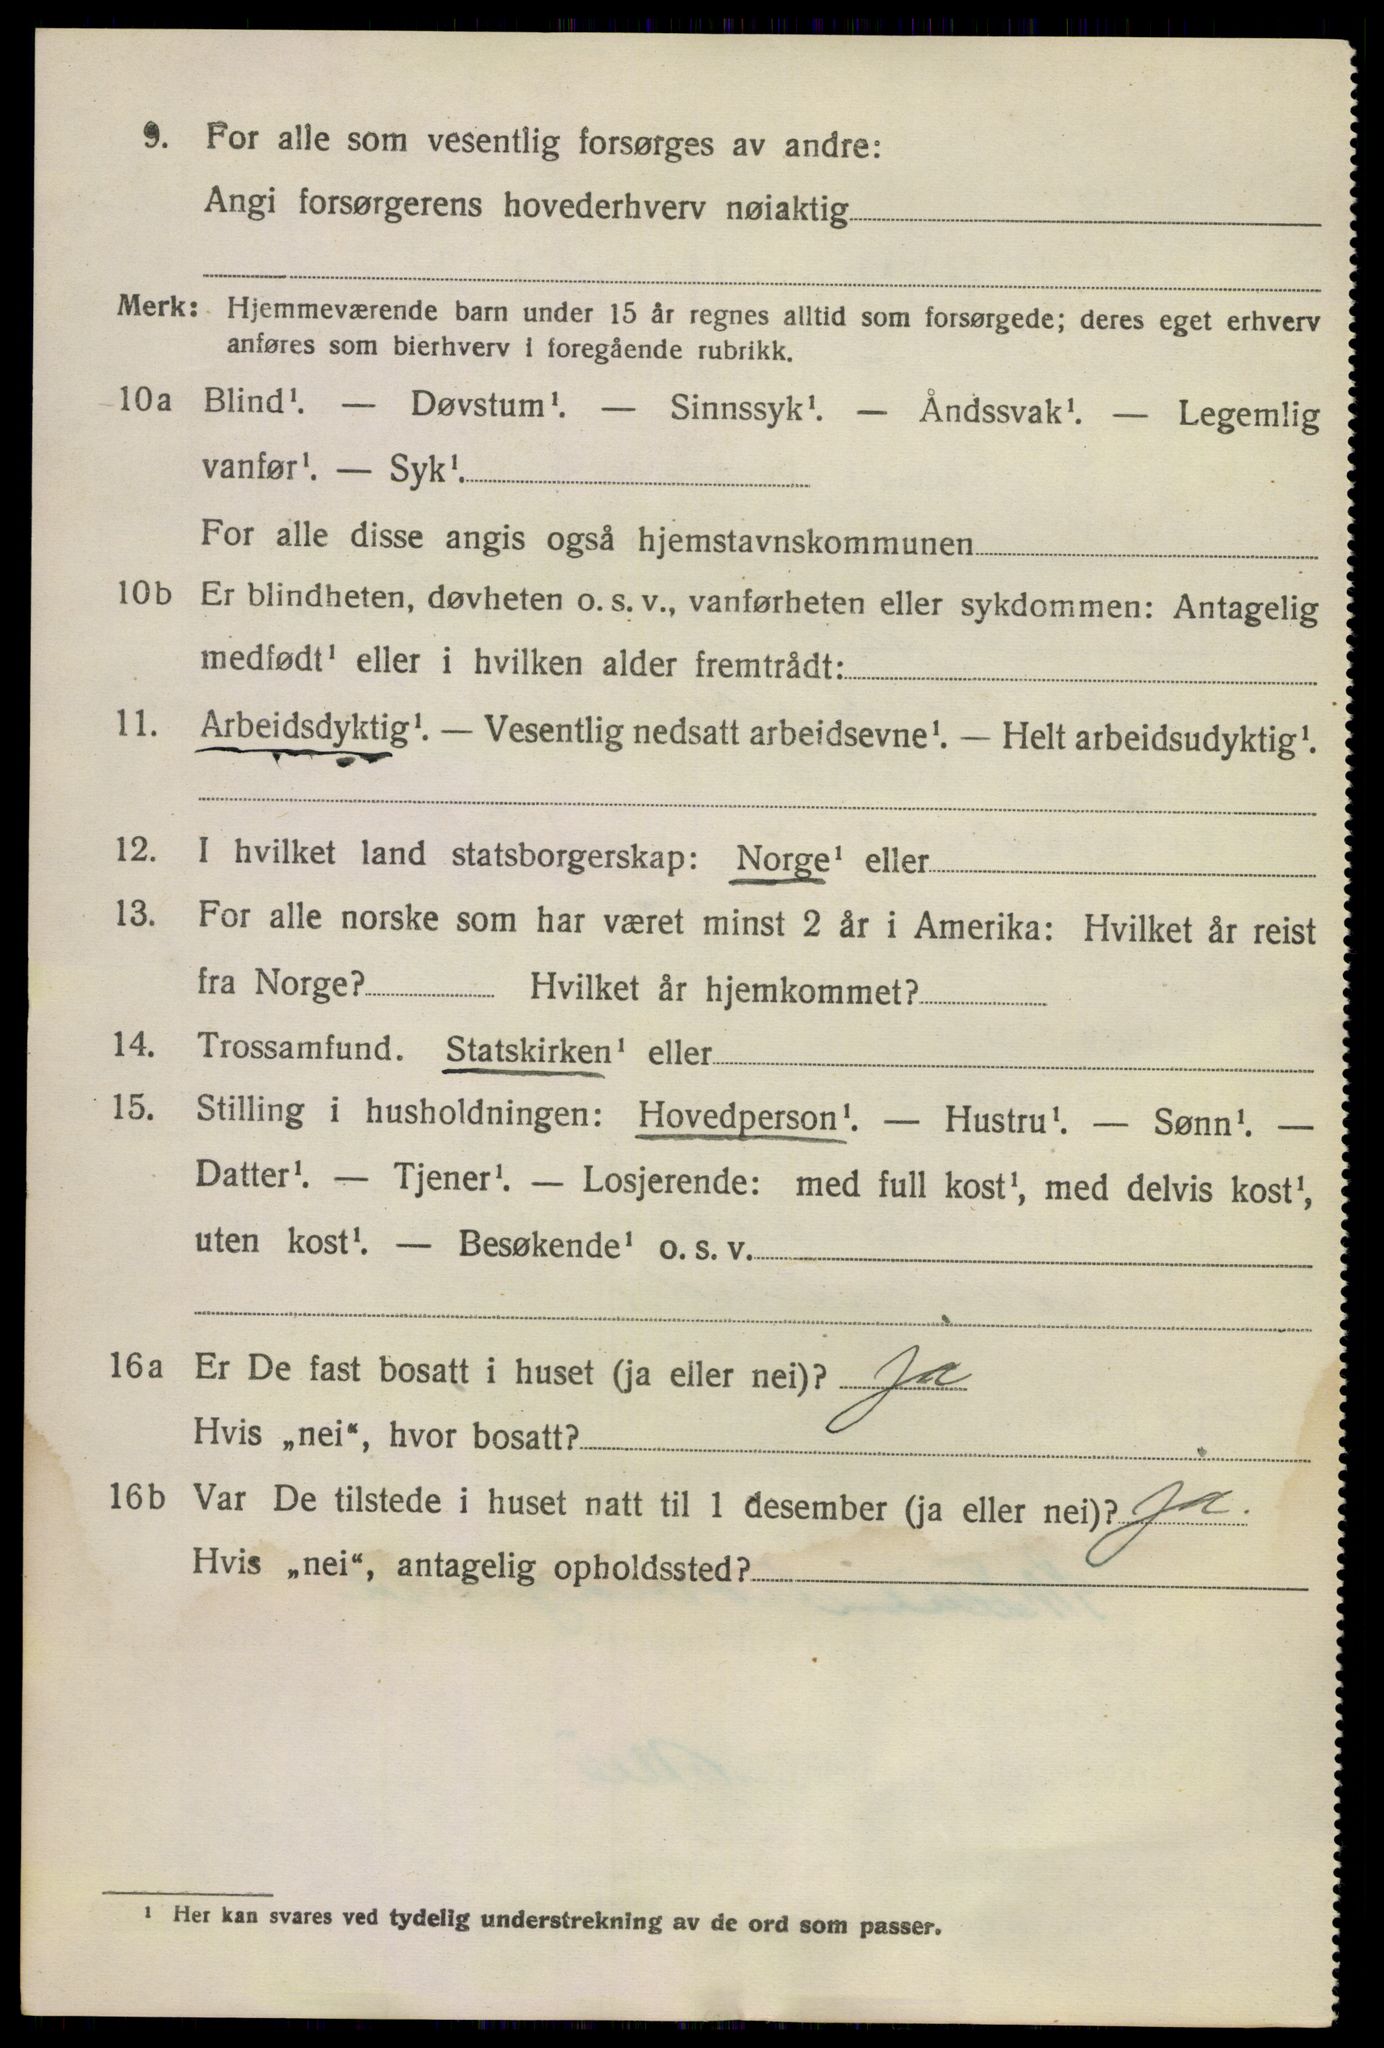 9. For alle som vesentlig forsørges av andre:
Angi forsørgerens hovederhverv nøiaktig
Merk: Hjemmeværende barn under 15 år regnes alltid som forsørgede; deres eget erhverv
anføres som bierhverv i foregående rubrikk.
10a Blind¹. — Døvstum¹. — Sinnssyk¹. — Åndssvak¹. — Legemlig
vanfør¹. — Syk¹.
For alle disse angis også hjemstavnskommunen
10b Er blindheten, døvheten o. s. v., vanførheten eller sykdommen: Antagelig
medfødt¹ eller i hvilken alder fremtrådt:
11. Arbeidsdyktig¹. — Vesentlig nedsatt arbeidsevne¹. — Helt arbeidsudyktig¹.
12. I hvilket land statsborgerskap: Norge¹ eller
13. For alle norske som har været minst 2 år i Amerika: Hvilket år reist
fra Norge? Hvilket år hjemkommet?
14. Trossamfund. Statskirken¹ eller
15. Stilling i husholdningen: Hovedperson¹. — Hustru¹. — Sønn¹. —
Datter¹. — Tjener¹. — Losjerende: med full kost¹, med delvis kost¹,
uten kost¹. — Besøkende¹ o. s. v.
16a Er De fast bosatt i huset (ja eller nei)? Ja
Hvis „nei“, hvor bosatt?
16b Var De tilstede i huset natt til 1 desember (ja eller nei)? Ja.
Hvis „nei“, antagelig opholdssted?
¹ Her kan svares ved tydelig understrekning av de ord som passer.